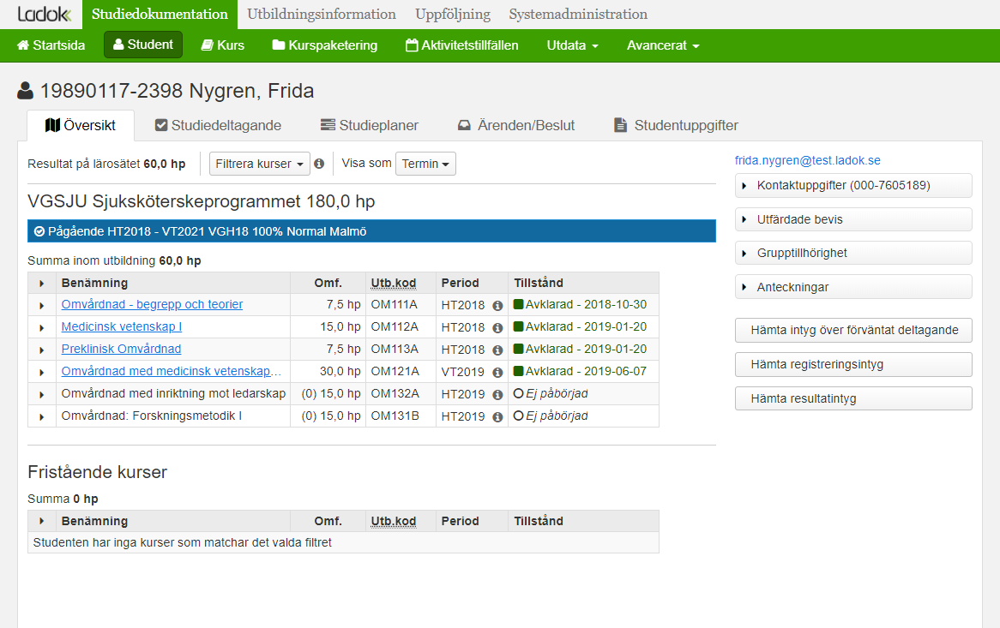 Ladok Studiedokumentation Utbildningsinformation Uppföljning Systemadministration
Startsida Student Kurs Kurspaketering Aktivitetstillfällen Utdata Avancerat
19890117-2398 Nygren, Frida
Översikt Studiedeltagande Studieplaner Ärenden/Beslut Studentuppgifter
Resultat på lärosätet 60,0 hp Filtrera kurser Visa som Termin
VGSJU Sjuksköterskeprogrammet 180,0 hp
Pågående HT2018 - VT2021 VGH18 100% Normal Malmö
Summa inom utbildning 60,0 hp
Benämning Omf. Utb.kod Period Tillstånd
Omvårdnad - begrepp och teorier 7,5 hp OM111A HT2018 Avklarad - 2018-10-30
Medicinsk vetenskap I 15,0 hp OM112A HT2018 Avklarad - 2019-01-20
Preklinisk Omvårdnad 7,5 hp OM113A HT2018 Avklarad - 2019-01-20
Omvårdnad med medicinsk vetenskap… 30,0 hp OM121A VT2019 Avklarad - 2019-06-07
Omvårdnad med inriktning mot ledarskap (0) 15,0 hp OM132A HT2019 Ej påbörjad
Omvårdnad: Forskningsmetodik I (0) 15,0 hp OM131B HT2019 Ej påbörjad
Fristående kurser
Summa 0 hp
Benämning Omf. Utb.kod Period Tillstånd
Studenten har inga kurser som matchar det valda filtret
frida.nygren@test.ladok.se
Kontaktuppgifter (000-7605189)
Utfärdade bevis
Grupptillhörighet
Anteckningar
Hämta intyg över förväntat deltagande
Hämta registreringsintyg
Hämta resultatintyg